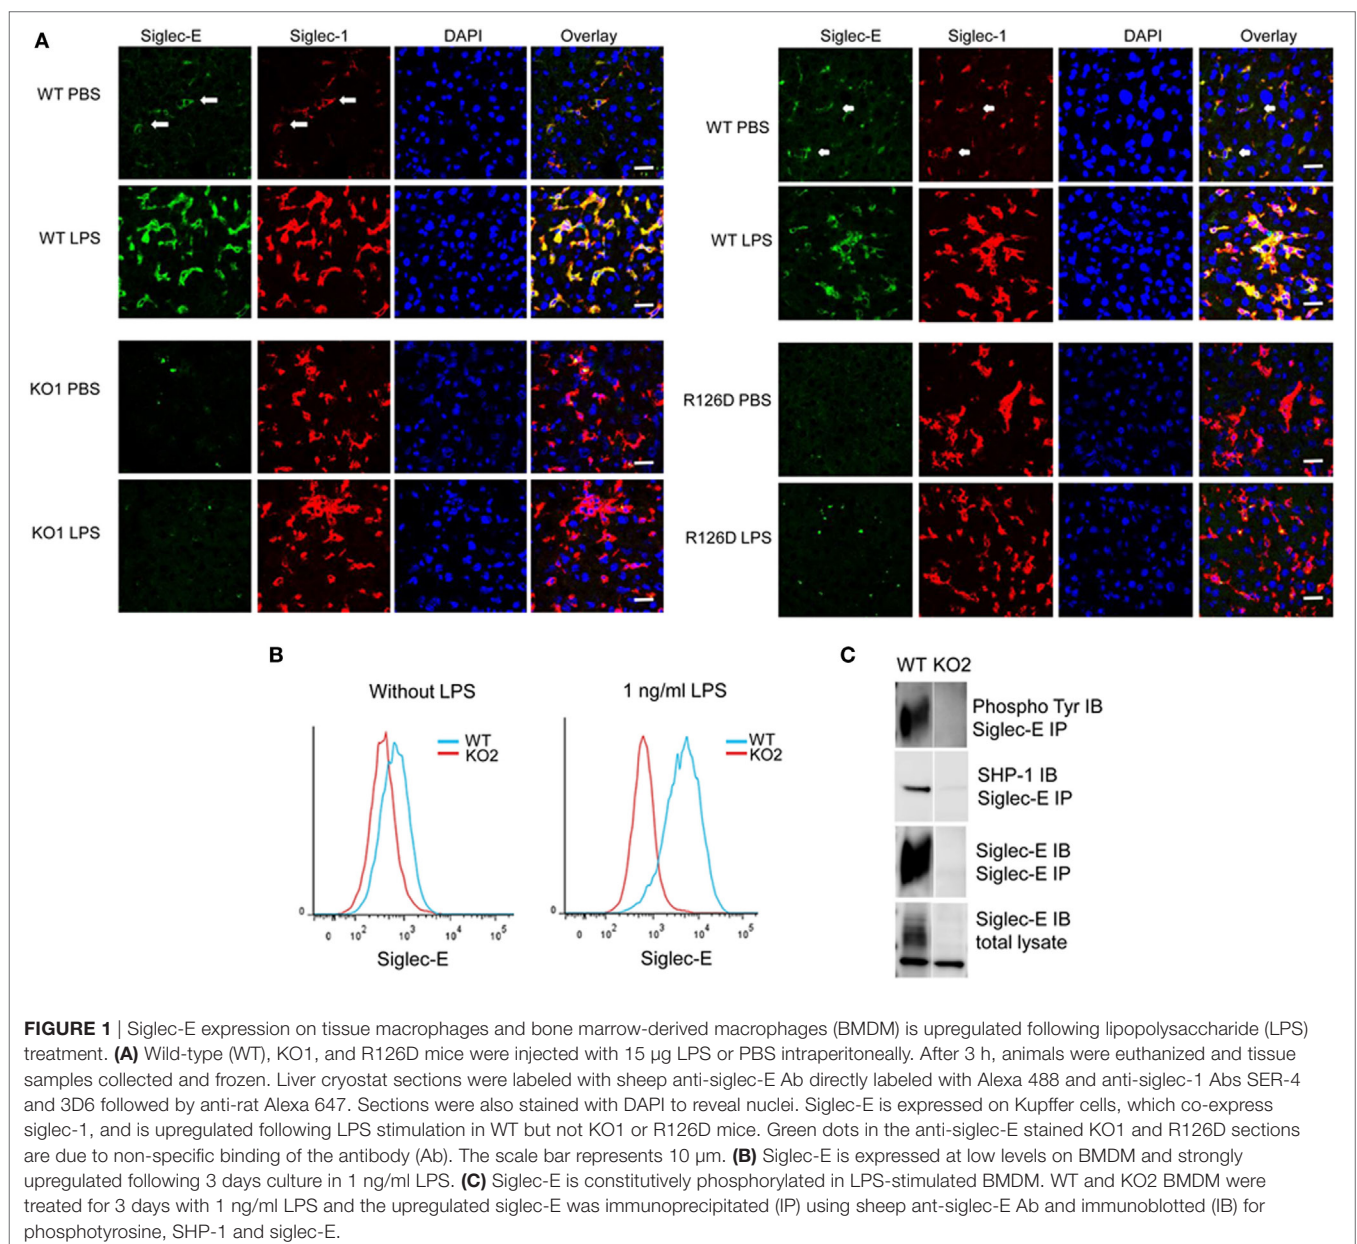 A
Siglec-E Siglec-1 DAPI Overlay
WT PBS
WT LPS
KO1 PBS
KO1 LPS
Siglec-E Siglec-1 DAPI Overlay
WT PBS
WT LPS
R126D PBS
R126D LPS
B
Without LPS
WT
KO2
0
0 10² 10³ 10⁴ 10⁵
Siglec-E
1 ng/ml LPS
WT
KO2
0
0 10² 10³ 10⁴ 10⁵
Siglec-E
C
WT KO2
Phospho Tyr IB
Siglec-E IP
SHP-1 IB
Siglec-E IP
Siglec-E IB
Siglec-E IP
Siglec-E IB
total lysate
FIGURE 1 | Siglec-E expression on tissue macrophages and bone marrow-derived macrophages (BMDM) is upregulated following lipopolysaccharide (LPS)
treatment. (A) Wild-type (WT), KO1, and R126D mice were injected with 15 µg LPS or PBS intraperitoneally. After 3 h, animals were euthanized and tissue
samples collected and frozen. Liver cryostat sections were labeled with sheep anti-siglec-E Ab directly labeled with Alexa 488 and anti-siglec-1 Abs SER-4
and 3D6 followed by anti-rat Alexa 647. Sections were also stained with DAPI to reveal nuclei. Siglec-E is expressed on Kupffer cells, which co-express
siglec-1, and is upregulated following LPS stimulation in WT but not KO1 or R126D mice. Green dots in the anti-siglec-E stained KO1 and R126D sections
are due to non-specific binding of the antibody (Ab). The scale bar represents 10 µm. (B) Siglec-E is expressed at low levels on BMDM and strongly
upregulated following 3 days culture in 1 ng/ml LPS. (C) Siglec-E is constitutively phosphorylated in LPS-stimulated BMDM. WT and KO2 BMDM were
treated for 3 days with 1 ng/ml LPS and the upregulated siglec-E was immunoprecipitated (IP) using sheep ant-siglec-E Ab and immunoblotted (IB) for
phosphotyrosine, SHP-1 and siglec-E.